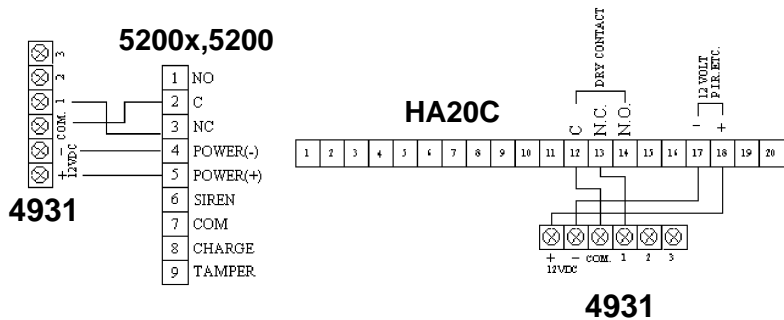 5200x,5200
3
2
1
COM.
- 12VDC
+
4931
1 NO
2 C
3 NC
4 POWER(-)
5 POWER(+)
6 SIREN
7 COM
8 CHARGE
9 TAMPER
HA20C
DRY CONTACT
C
N.C.
N.O.
12 VOLT
P.I.R. ETC.
- +
1 2 3 4 5 6 7 8 9 10 11 12 13 14 15 16 17 18 19 20
+ - COM. 1 2 3
12VDC
4931